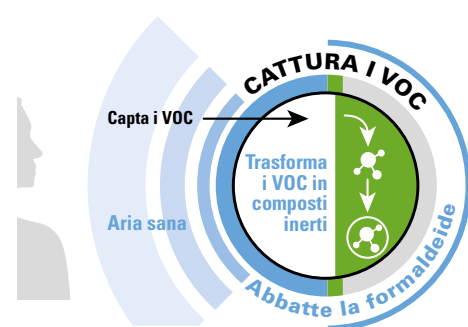 CATTURA I VOC
Capta i VOC
Trasforma
i VOC in
composti
inerti
Aria sana
Abbatte la formaldeide